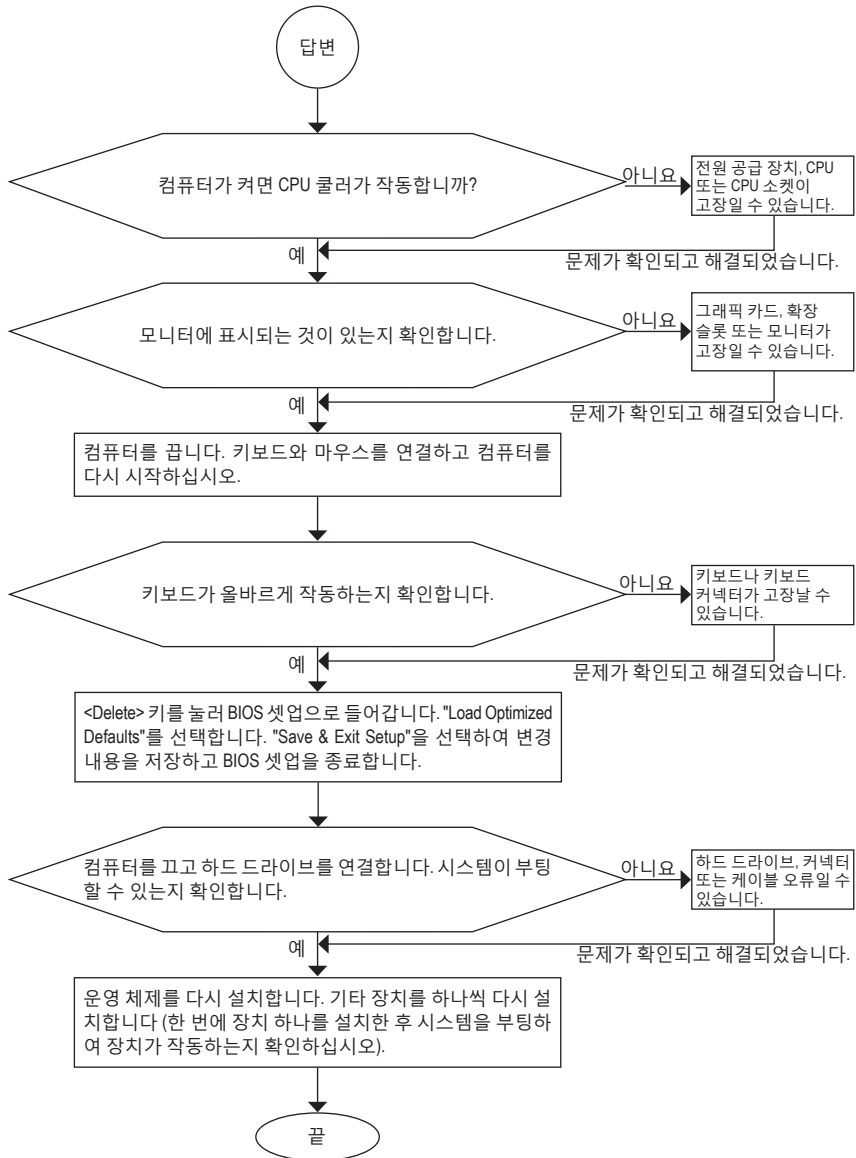 답변
컴퓨터가 켜면 CPU 쿨러가 작동합니까?
아니요
전원 공급 장치, CPU
또는 CPU 소켓이
고장일 수 있습니다.
예
문제가 확인되고 해결되었습니다.
모니터에 표시되는 것이 있는지 확인합니다.
아니요
그래픽 카드, 확장
슬롯 또는 모니터가
고장일 수 있습니다.
예
문제가 확인되고 해결되었습니다.
컴퓨터를 끕니다. 키보드와 마우스를 연결하고 컴퓨터를
다시 시작하십시오.
키보드가 올바르게 작동하는지 확인합니다.
아니요
키보드나 키보드
커넥터가 고장날 수
있습니다.
예
문제가 확인되고 해결되었습니다.
<Delete> 키를 눌러 BIOS 셋업으로 들어갑니다. "Load Optimized
Defaults"를 선택합니다. "Save & Exit Setup"을 선택하여 변경
내용을 저장하고 BIOS 셋업을 종료합니다.
컴퓨터를 끄고 하드 드라이브를 연결합니다. 시스템이 부팅
할 수 있는지 확인합니다.
아니요
하드 드라이브, 커넥터
또는 케이블 오류일 수
있습니다.
예
문제가 확인되고 해결되었습니다.
운영 체제를 다시 설치합니다. 기타 장치를 하나씩 다시 설
치합니다 (한 번에 장치 하나를 설치한 후 시스템을 부팅하
여 장치가 작동하는지 확인하십시오).
끝